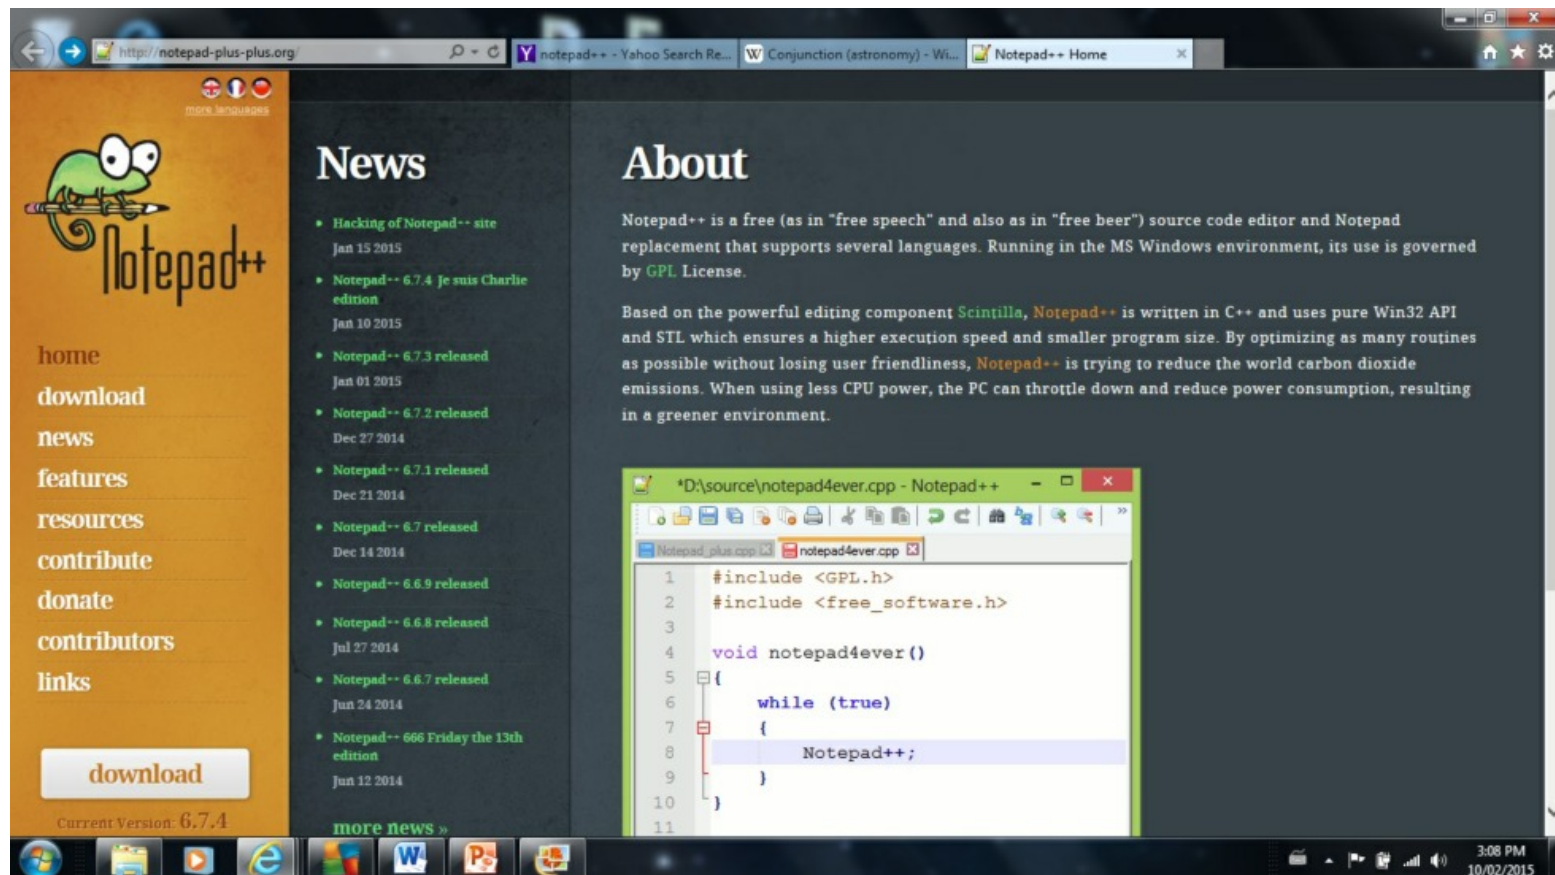 http://notepad-plus-plus.org/
notepad++ - Yahoo Search Re...
Conjunction (astronomy) - Wi...
Notepad++ Home
more languages
Notepad++
home
download
news
features
resources
contribute
donate
contributors
links
download
Current Version: 6.7.4
News
Hacking of Notepad++ site
Jan 15 2015
Notepad++ 6.7.4 Je suis Charlie
edition
Jan 10 2015
Notepad++ 6.7.3 released
Jan 01 2015
Notepad++ 6.7.2 released
Dec 27 2014
Notepad++ 6.7.1 released
Dec 21 2014
Notepad++ 6.7 released
Dec 14 2014
Notepad++ 6.6.9 released
Notepad++ 6.6.8 released
Jul 27 2014
Notepad++ 6.6.7 released
Jun 24 2014
Notepad++ 666 Friday the 13th
edition
Jun 12 2014
more news »
About
Notepad++ is a free (as in "free speech" and also as in "free beer") source code editor and Notepad
replacement that supports several languages. Running in the MS Windows environment, its use is governed
by GPL License.
Based on the powerful editing component Scintilla, Notepad++ is written in C++ and uses pure Win32 API
and STL which ensures a higher execution speed and smaller program size. By optimizing as many routines
as possible without losing user friendliness, Notepad++ is trying to reduce the world carbon dioxide
emissions. When using less CPU power, the PC can throttle down and reduce power consumption, resulting
in a greener environment.
*D:\source\notepad4ever.cpp - Notepad++
Notepad_plus.cpp
notepad4ever.cpp
1 #include <GPL.h>
2 #include <free_software.h>
3
4 void notepad4ever()
5 {
6 while (true)
7 {
8 Notepad++;
9 }
10 }
11
3:08 PM
10/02/2015